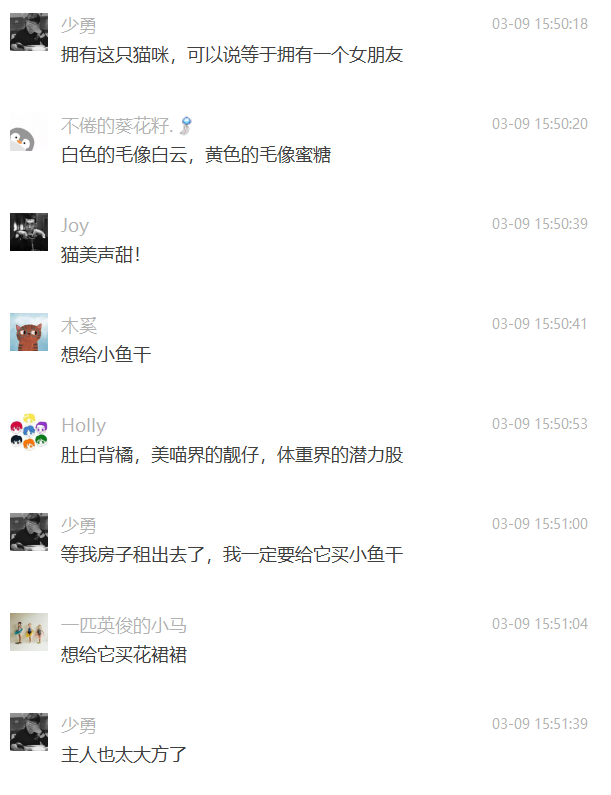 少勇 03-09 15:50:18
拥有这只猫咪，可以说等于拥有一个女朋友
不倦的葵花籽. 03-09 15:50:20
白色的毛像白云，黄色的毛像蜜糖
Joy 03-09 15:50:39
猫美声甜！
木奚 03-09 15:50:41
想给小鱼干
Holly 03-09 15:50:53
肚白背橘，美喵界的靓仔，体重界的潜力股
少勇 03-09 15:51:00
等我房子租出去了，我一定要给它买小鱼干
一匹英俊的小马 03-09 15:51:04
想给它买花裙裙
少勇 03-09 15:51:39
主人也太大方了